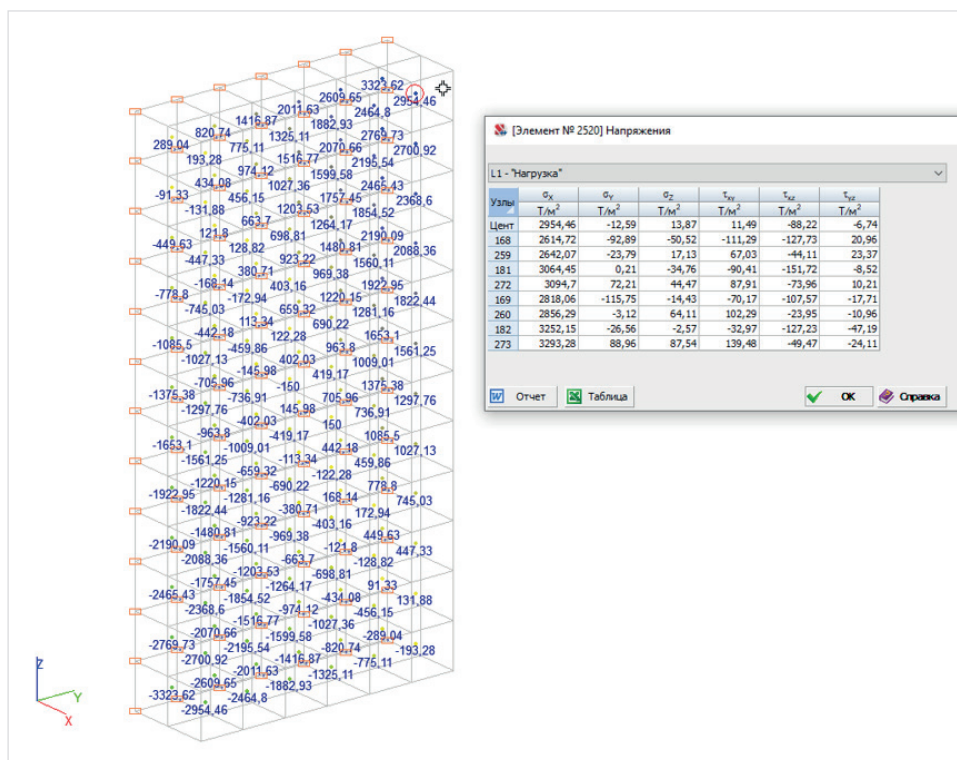 289,04 820,74 1416,87 2011,63 2609,65 3323,62
193,28 775,11 1325,11 1882,93 2464,8 2954,46
-91,33 434,08 974,12 1516,77 2070,66 2769,73
-131,88 456,15 1027,36 1599,58 2195,54 2700,92
-449,63 121,8 663,7 1203,53 1757,45 2465,43
-447,33 128,82 698,81 1264,17 1854,52 2368,6
-778,8 -168,14 380,71 923,22 1480,81 2190,09
-745,03 -172,94 403,16 969,38 1560,11 2088,36
-1085,5 -442,18 113,34 659,32 1220,15 1922,95
-1027,13 -459,86 122,28 690,22 1281,16 1822,44
-1375,38 -705,96 -145,98 402,03 963,8 1653,1
-1297,76 -736,91 -150 419,17 1009,01 1561,25
-1653,1 -963,8 -402,03 145,98 705,96 1375,38
-1561,25 -1009,01 -419,17 150 736,91 1297,76
-1922,95 -1220,15 -659,32 -113,34 442,18 1085,5
-1822,44 -1281,16 -690,22 -122,28 459,86 1027,13
-2190,09 -1480,81 -923,22 -380,71 168,14 778,8
-2088,36 -1560,11 -969,38 -403,16 172,94 745,03
-2465,43 -1757,45 -1203,53 -663,7 -121,8 449,63
-2368,6 -1854,52 -1264,17 -698,81 -128,82 447,33
-2769,73 -2070,66 -1516,77 -974,12 -434,08 91,33
-2700,92 -2195,54 -1599,58 -1027,36 -456,15 131,88
-3323,62 -2609,65 -2011,63 -1416,87 -820,74 -289,04
-2954,46 -2464,8 -1882,93 -1325,11 -775,11 -193,28
Z
Y
X
[Элемент № 2520] Напряжения
L1 - "Нагрузка"
Узлы σX σY σZ τxy τxz τyz
Т/м² Т/м² Т/м² Т/м² Т/м² Т/м²
Цент 2954,46 -12,59 13,87 11,49 -88,22 -6,74
168 2614,72 -92,89 -50,52 -111,29 -127,73 20,96
259 2642,07 -23,79 17,13 67,03 -44,11 23,37
181 3064,45 0,21 -34,76 -90,41 -151,72 -8,52
272 3094,7 72,21 44,47 87,91 -73,96 10,21
169 2818,06 -115,75 -14,43 -70,17 -107,57 -17,71
260 2856,29 -3,12 64,11 102,29 -23,95 -10,96
182 3252,15 -26,56 -2,57 -32,97 -127,23 -47,19
273 3293,28 88,96 87,54 139,48 -49,47 -24,11
Отчет Таблица OK Справка